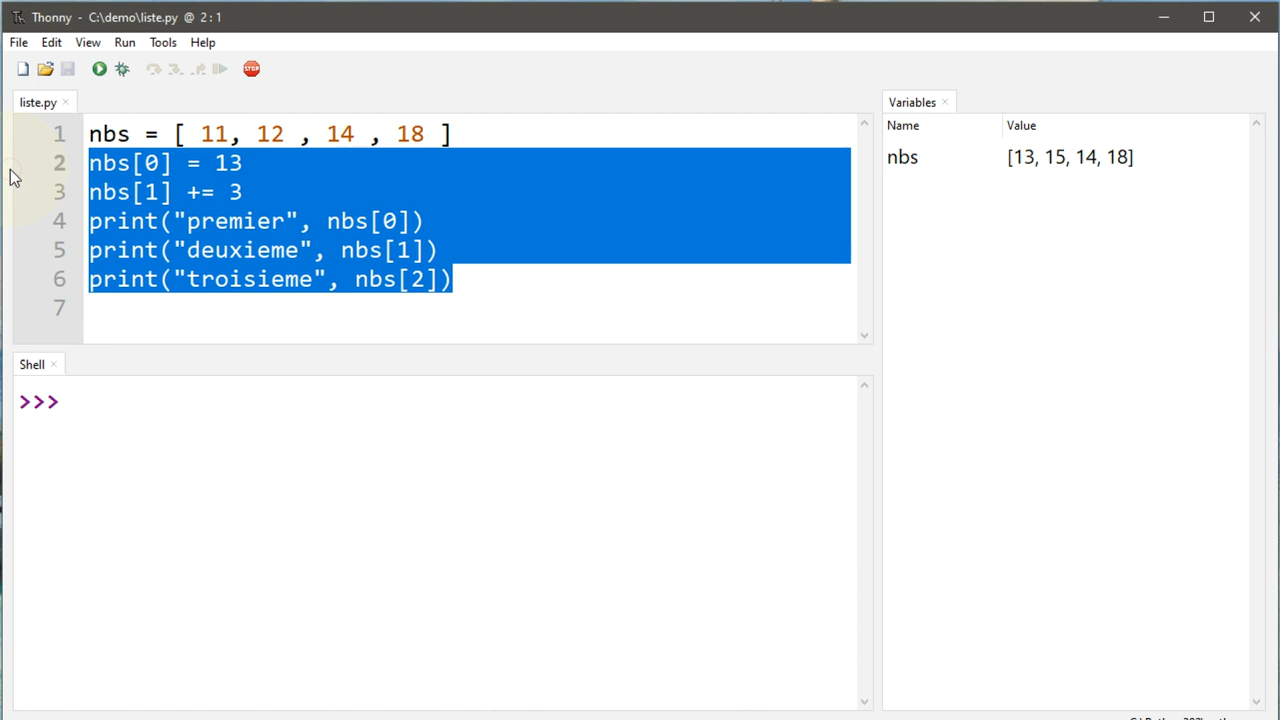 Thonny - C:\demo\liste.py @ 2 : 1
File Edit View Run Tools Help
STOP
liste.py ×
1 nbs = [ 11, 12 , 14 , 18 ]
2 nbs[0] = 13
3 nbs[1] += 3
4 print("premier", nbs[0])
5 print("deuxieme", nbs[1])
6 print("troisieme", nbs[2])
7
Shell ×
>>>
Variables ×
Name Value
nbs [13, 15, 14, 18]